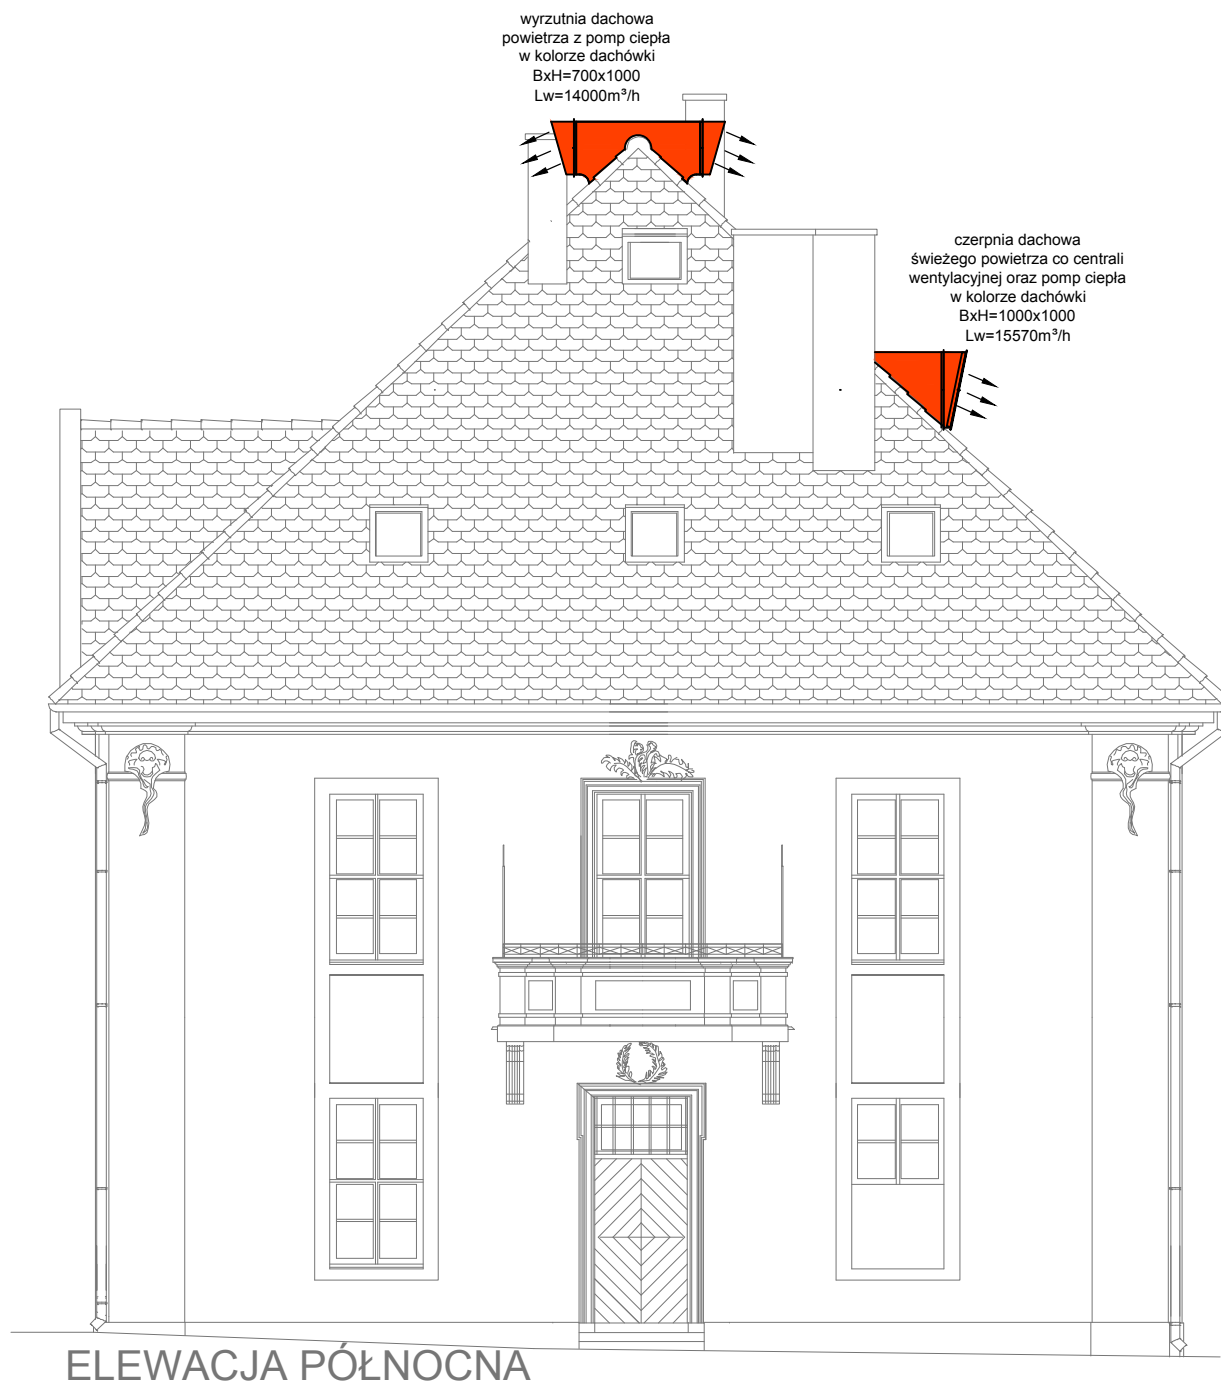 wyrzutnia dachowa
powietrza z pomp ciepła
w kolorze dachówki
BxH=700x1000
Lw=14000m³/h
czerpnia dachowa
świeżego powietrza co centrali
wentylacyjnej oraz pomp ciepła
w kolorze dachówki
BxH=1000x1000
Lw=15570m³/h
ELEWACJA PÓŁNOCNA